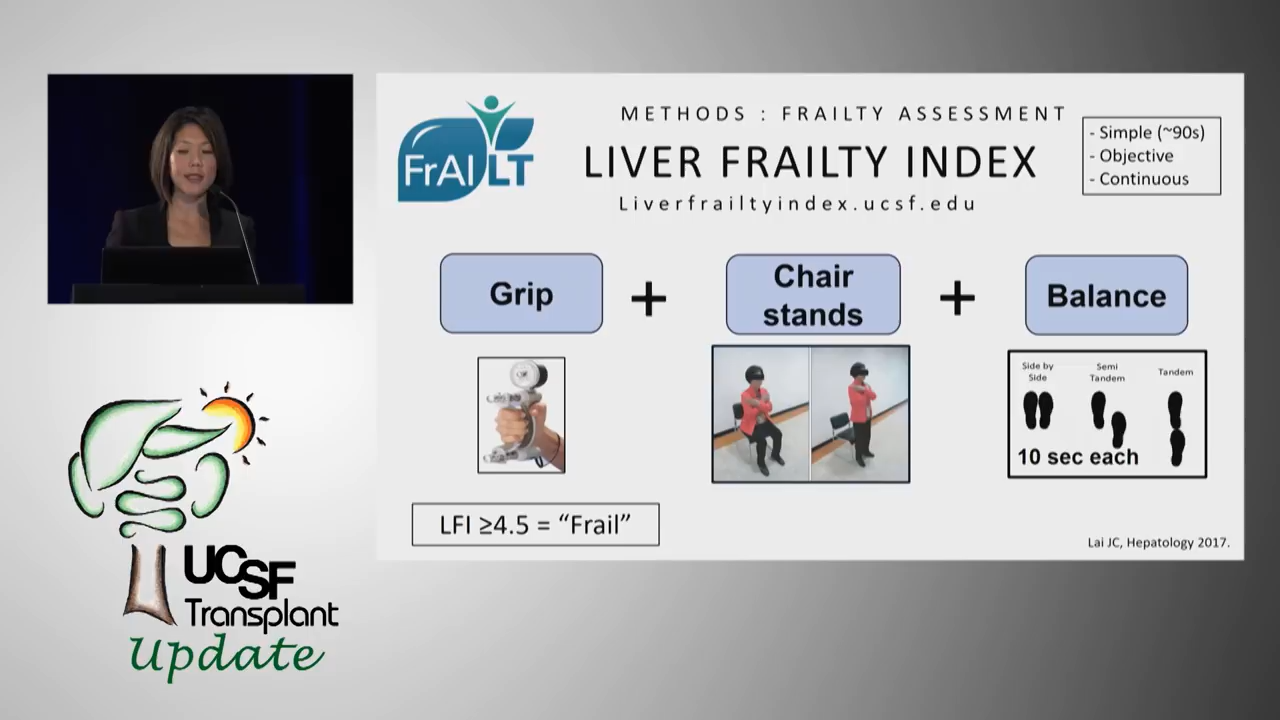 METHODS : FRAILTY ASSESSMENT
FrAILT
LIVER FRAILTY INDEX
Liverfrailtyindex.ucsf.edu
- Simple (~90s)
- Objective
- Continuous
Grip
+
Chair
stands
+
Balance
Side by
Side
Semi
Tandem
Tandem
10 sec each
LFI ≥4.5 = “Frail”
Lai JC, Hepatology 2017.
UCSF
Transplant
Update